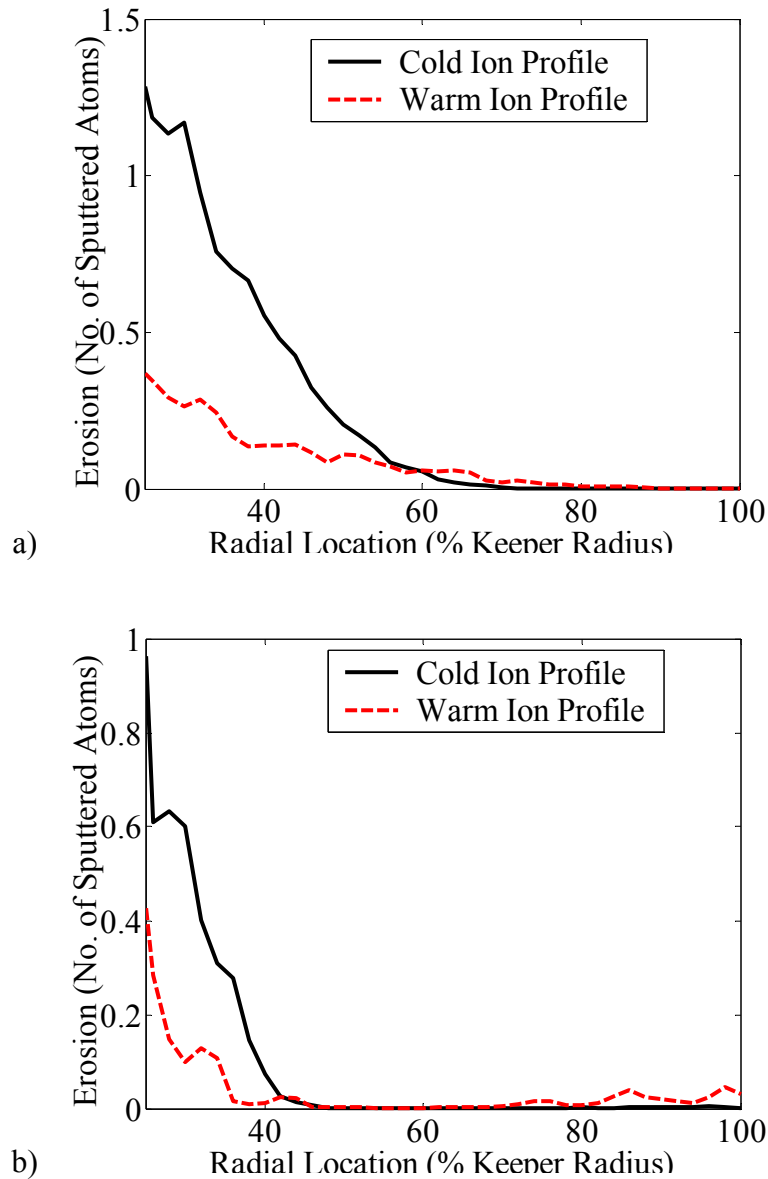 1.5
Cold Ion Profile
Warm Ion Profile
1
0.5
0
Erosion (No. of Sputtered Atoms)
40
60
80
100
a)
Radial Location (% Keeper Radius)
1
Cold Ion Profile
Warm Ion Profile
0.8
0.6
0.4
0.2
0
Erosion (No. of Sputtered Atoms)
40
60
80
100
b)
Radial Location (% Keeper Radius)